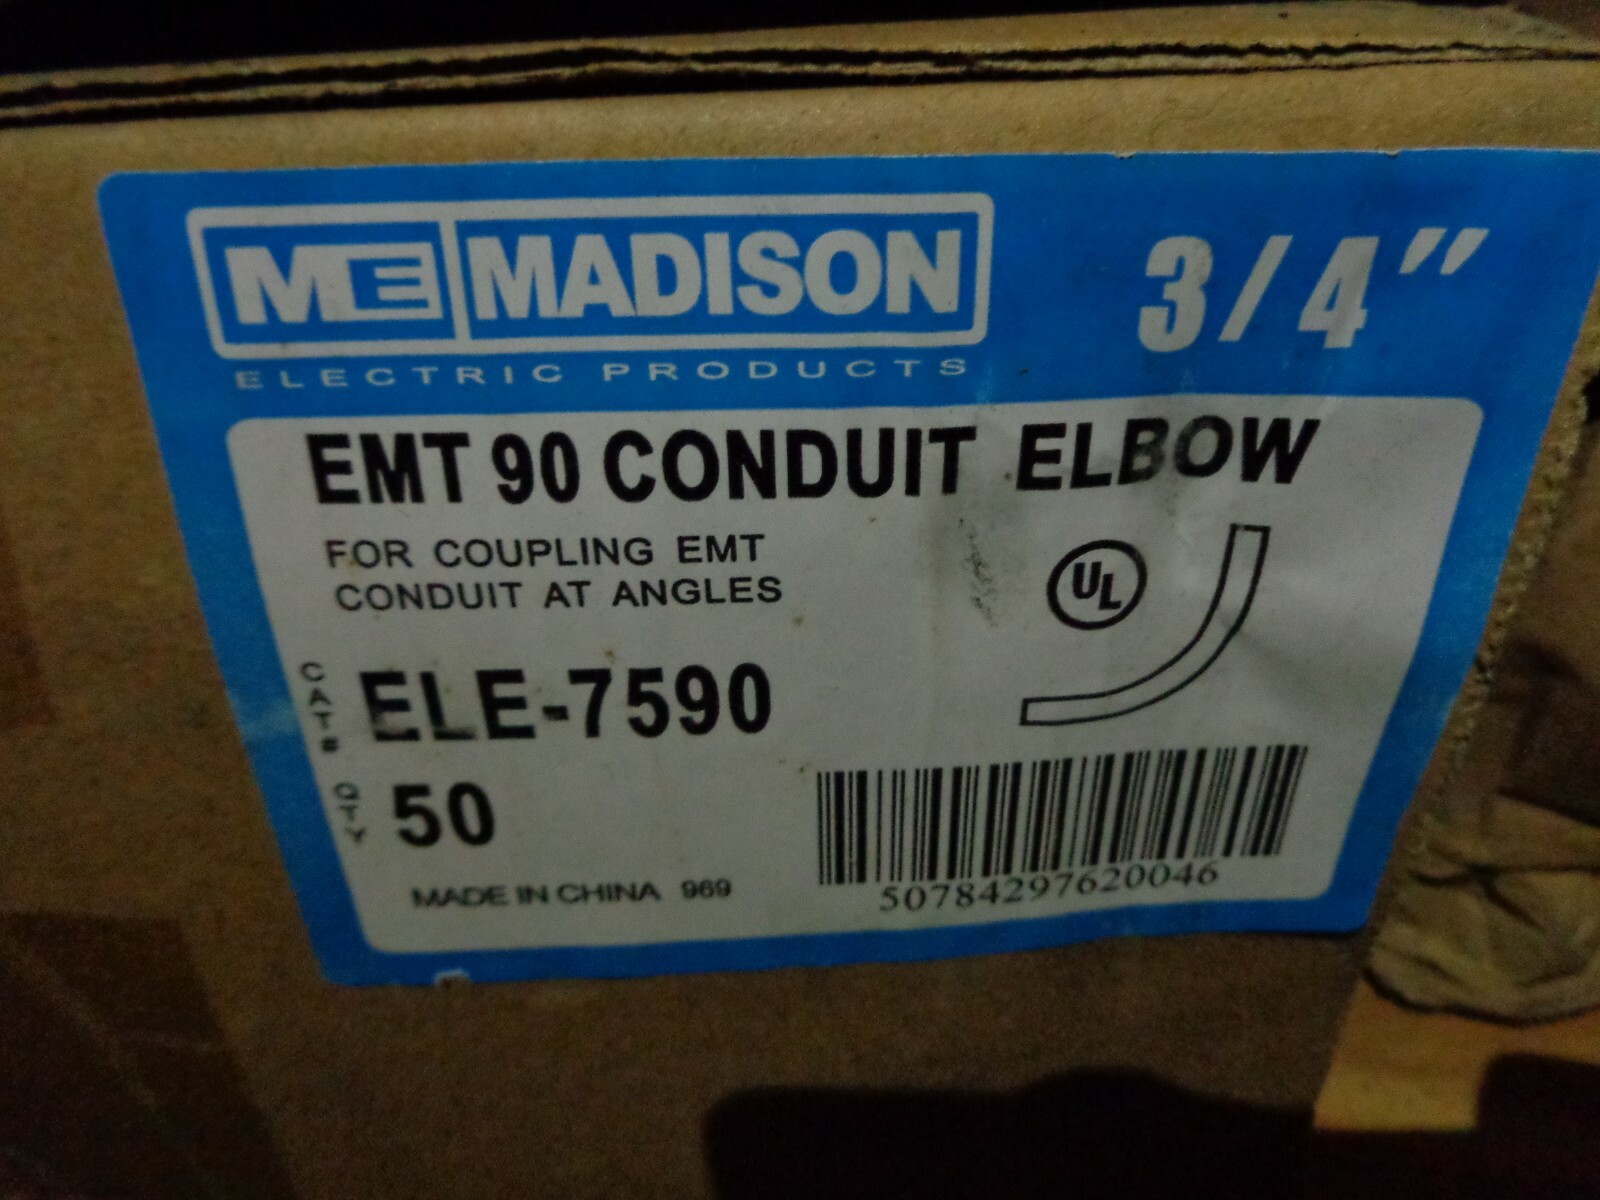 ME MADISON
ELECTRIC PRODUCTS
3/4"
EMT 90 CONDUIT ELBOW
FOR COUPLING EMT
CONDUIT AT ANGLES
UL
CAT# ELE-7590
QTY 50
MADE IN CHINA 969
50784297620046